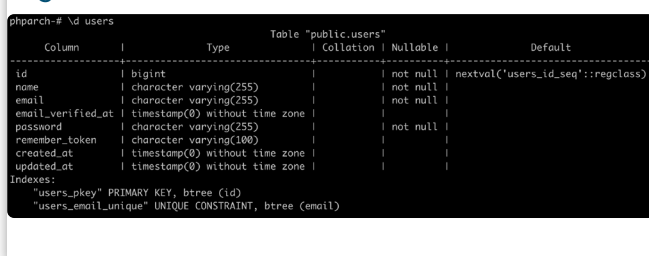 phparch-# \d users
Table "public.users"
Column | Type | Collation | Nullable | Default
-------------------+--------------------------------+-----------+----------+-----------------------------------
id | bigint | | not null | nextval('users_id_seq'::regclass)
name | character varying(255) | | not null |
email | character varying(255) | | not null |
email_verified_at | timestamp(0) without time zone | | |
password | character varying(255) | | not null |
remember_token | character varying(100) | | |
created_at | timestamp(0) without time zone | | |
updated_at | timestamp(0) without time zone | | |
Indexes:
"users_pkey" PRIMARY KEY, btree (id)
"users_email_unique" UNIQUE CONSTRAINT, btree (email)